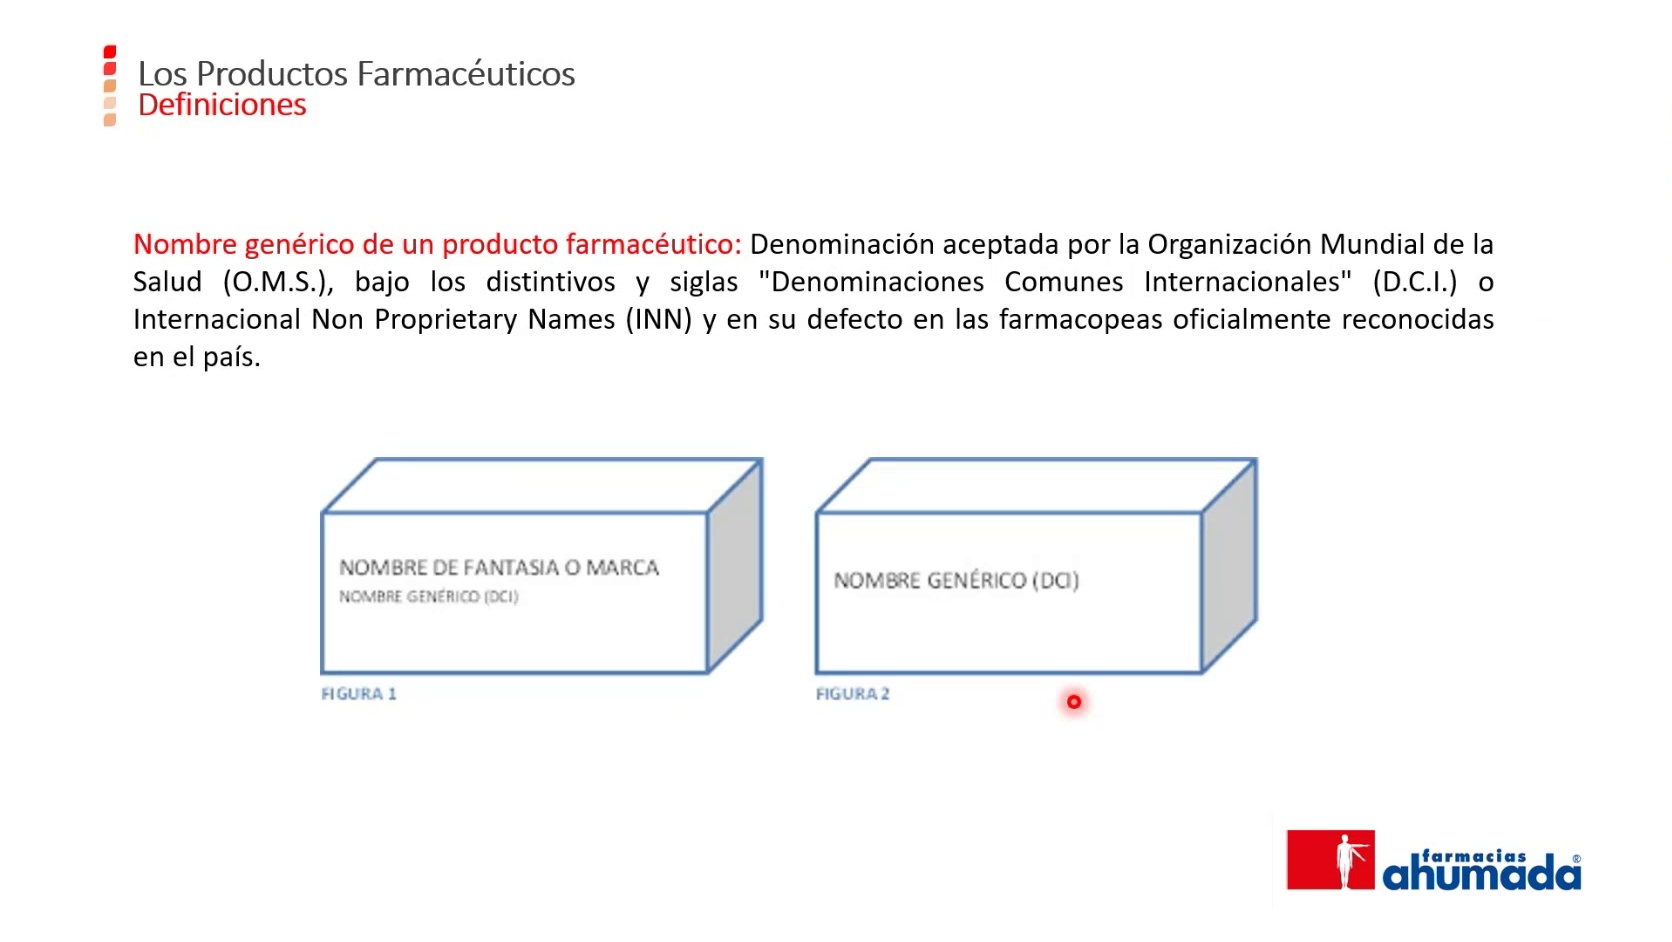 Los Productos Farmacéuticos
Definiciones
Nombre genérico de un producto farmacéutico: Denominación aceptada por la Organización Mundial de la
Salud (O.M.S.), bajo los distintivos y siglas "Denominaciones Comunes Internacionales" (D.C.I.) o
Internacional Non Proprietary Names (INN) y en su defecto en las farmacopeas oficialmente reconocidas
en el país.
NOMBRE DE FANTASIA O MARCA
NOMBRE GENÉRICO (DCI)
FIGURA 1
NOMBRE GENÉRICO (DCI)
FIGURA 2
farmacias
ahumada®